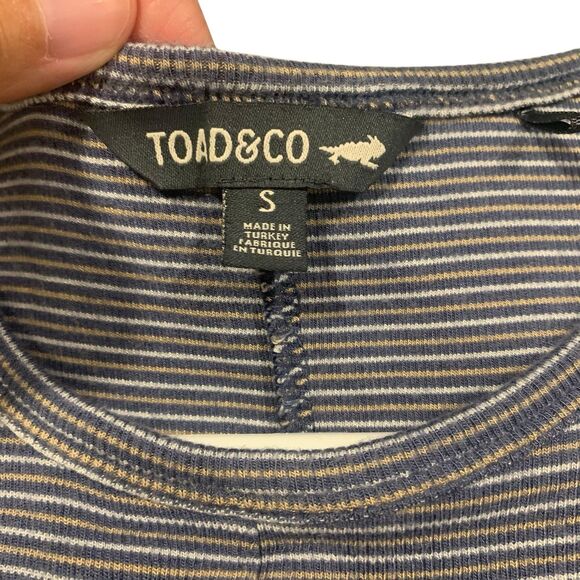 TOAD&CO
S
MADE IN
TURKEY
FABRIQUE
EN TURQUIE